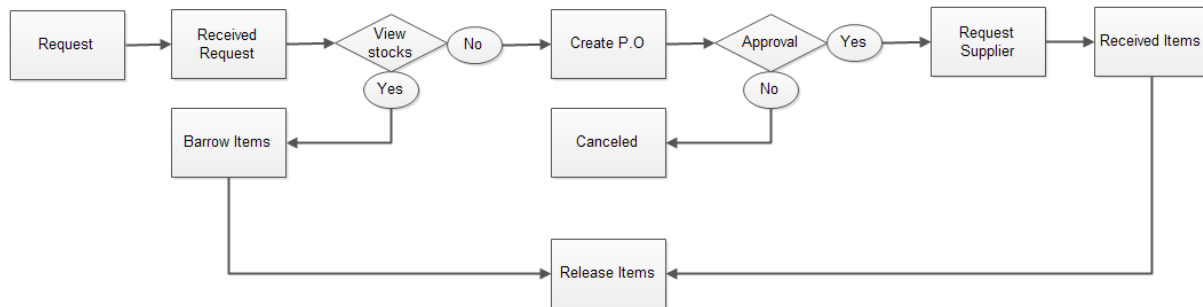 Request
Received
Request
View
stocks
No
Create P.O
Approval
Yes
Request
Supplier
Received Items
Yes
No
Barrow Items
Canceled
Release Items